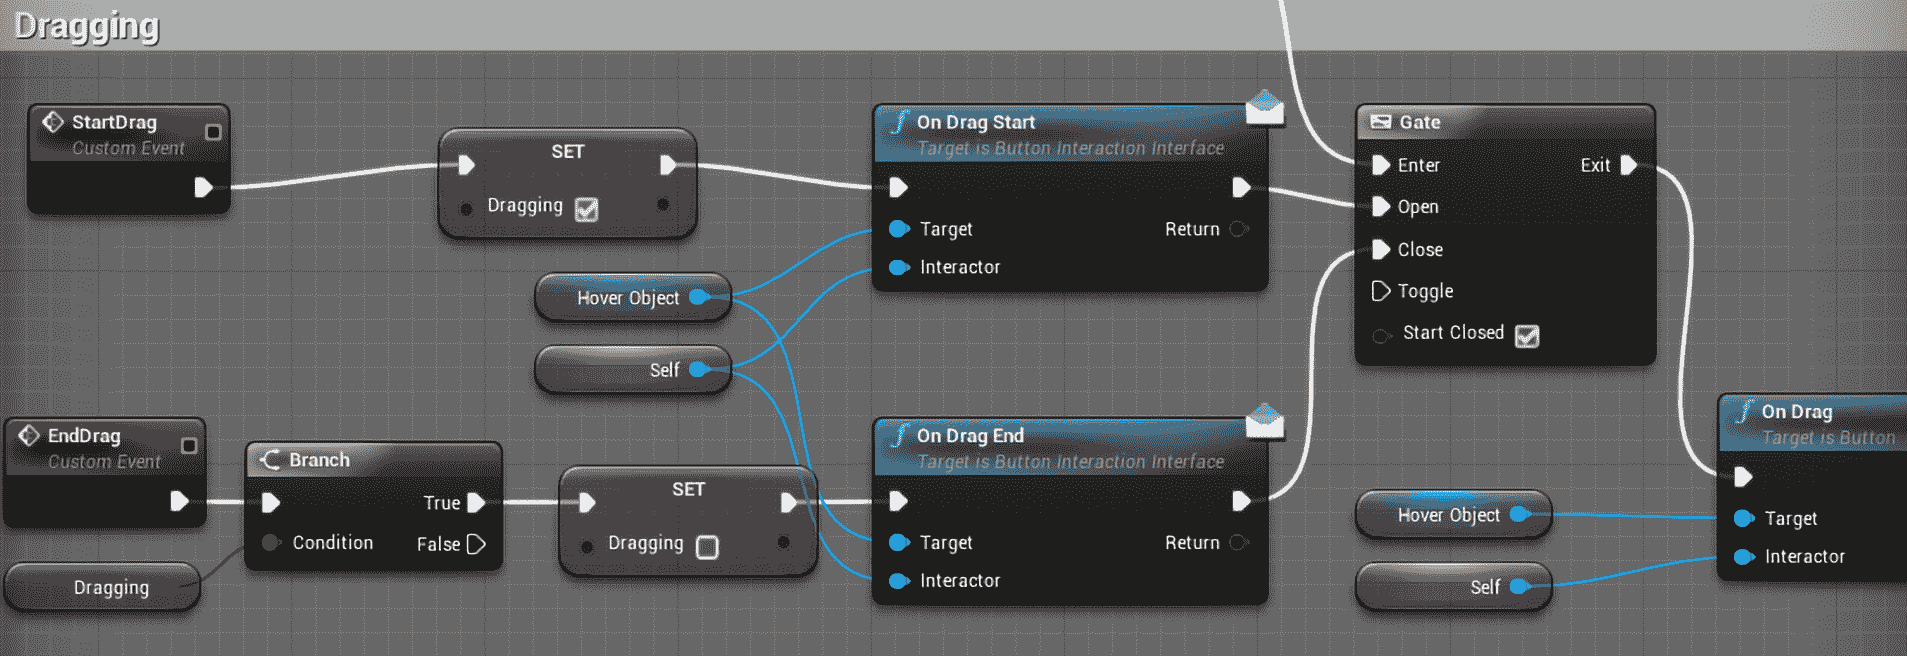 Dragging
StartDrag
Custom Event
SET
Dragging
On Drag Start
Target is Button Interaction Interface
Target
Return
Interactor
Gate
Enter
Exit
Open
Close
Toggle
Start Closed
Hover Object
Self
EndDrag
Custom Event
Branch
True
Condition
False
Dragging
SET
Dragging
On Drag End
Target is Button Interaction Interface
Target
Return
Interactor
Hover Object
Self
On Drag
Target is Button
Target
Interactor